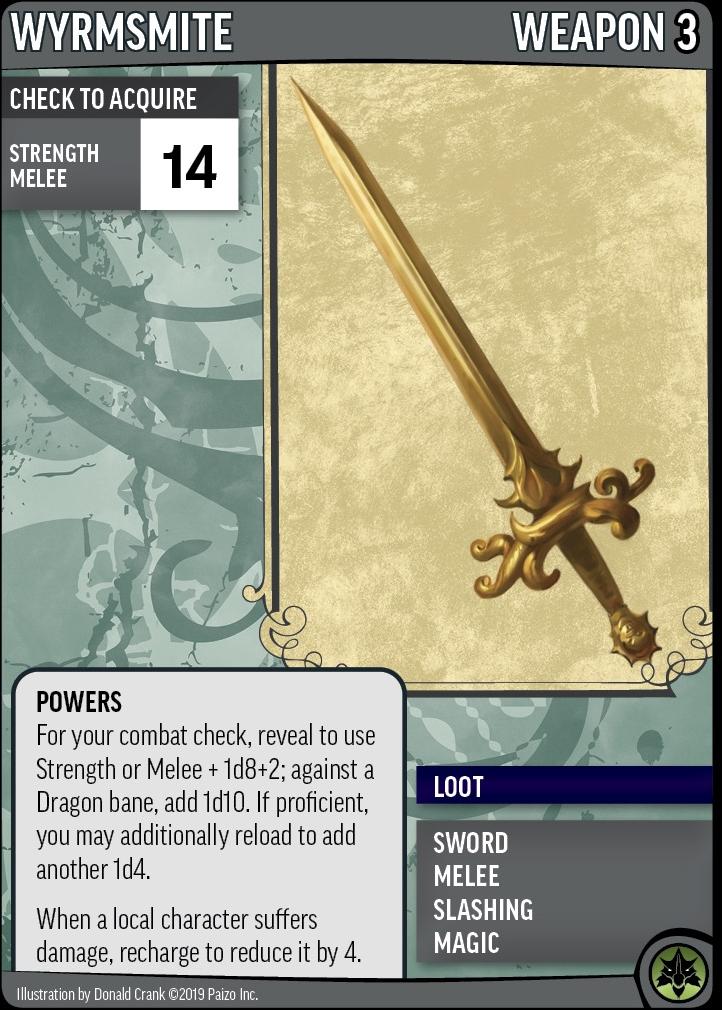 WYRMSMITE
WEAPON 3
CHECK TO ACQUIRE
STRENGTH
MELEE
14
POWERS
For your combat check, reveal to use
Strength or Melee + 1d8+2; against a
Dragon bane, add 1d10. If proficient,
you may additionally reload to add
another 1d4.
When a local character suffers
damage, recharge to reduce it by 4.
LOOT
SWORD
MELEE
SLASHING
MAGIC
Illustration by Donald Crank ©2019 Paizo Inc.